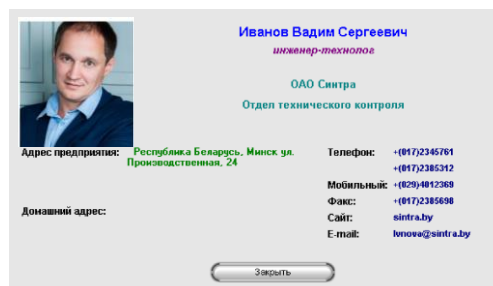 Иванов Вадим Сергеевич
инженер-технолог
ОАО Синтра
Отдел технического контроля
Адрес предприятия: Республика Беларусь, Минск ул.
Производственная, 24
Домашний адрес:
Телефон: +(017)2345761
+(017)2385312
Мобильный: +(029)4012369
Факс: +(017)2385698
Сайт: sintra.by
E-mail: Ivnova@sintra.by
Закрыть